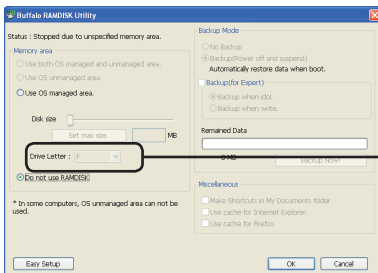 Buffalo RAMDISK Utility
Status : Stopped due to unspecified memory area.
Memory area
Use both OS managed and unmanaged area.
Use OS unmanaged area.
Use OS managed area.
Disk size
Set max size.
MB
Drive Letter : F
Do not use RAMDISK
* In some computers, OS unmanaged area can not be
used.
Easy Setup
Backup Mode
No Backup
Backup(Power off and suspend)
Automatically restore data when boot.
Backup(for Expert)
Backup when idol.
Backup when write.
Remained Data
0 MB
Backup Now!
Miscellaneous
Make Shortcuts in My Documents folder
Use cache for Internet Explorer.
Use cache for Firefox.
OK
Cancel